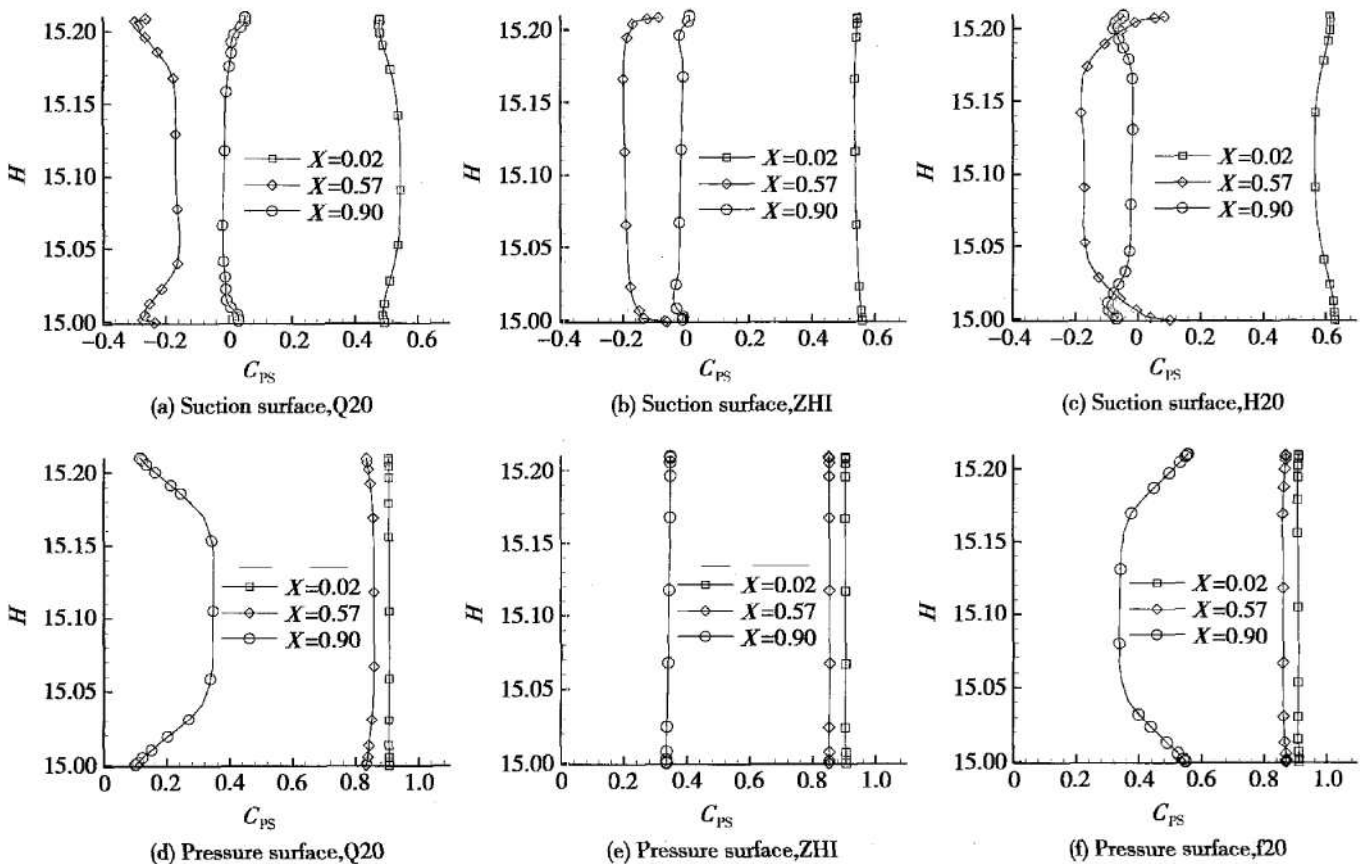 15.20
15.15
15.10
15.05
15.00
H
X=0.02
X=0.57
X=0.90
−0.4 −0.2 0 0.2 0.4 0.6
C_PS
(a) Suction surface,Q20
15.20
15.15
15.10
15.05
15.00
H
X=0.02
X=0.57
X=0.90
−0.4 −0.2 0 0.2 0.4 0.6
C_PS
(b) Suction surface,ZHI
15.20
15.15
15.10
15.05
15.00
H
X=0.02
X=0.57
X=0.90
−0.4 −0.2 0 0.2 0.4 0.6
C_PS
(c) Suction surface,H20
15.20
15.15
15.10
15.05
15.00
H
X=0.02
X=0.57
X=0.90
0 0.2 0.4 0.6 0.8 1.0
C_PS
(d) Pressure surface,Q20
15.20
15.15
15.10
15.05
15.00
H
X=0.02
X=0.57
X=0.90
0 0.2 0.4 0.6 0.8 1.0
C_PS
(e) Pressure surface,ZHI
15.20
15.15
15.10
15.05
15.00
H
X=0.02
X=0.57
X=0.90
0 0.2 0.4 0.6 0.8 1.0
C_PS
(f) Pressure surface,f20